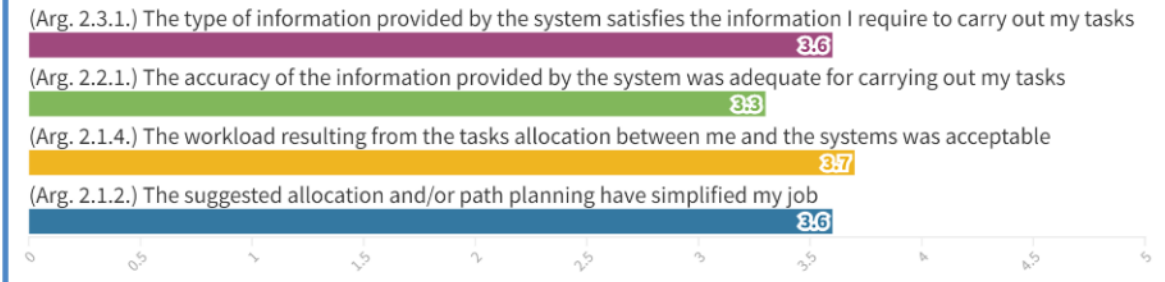 (Arg. 2.3.1.) The type of information provided by the system satisfies the information I require to carry out my tasks
3.6
(Arg. 2.2.1.) The accuracy of the information provided by the system was adequate for carrying out my tasks
3.3
(Arg. 2.1.4.) The workload resulting from the tasks allocation between me and the systems was acceptable
3.7
(Arg. 2.1.2.) The suggested allocation and/or path planning have simplified my job
3.6
0 0.5 1 1.5 2 2.5 3 3.5 4 4.5 5